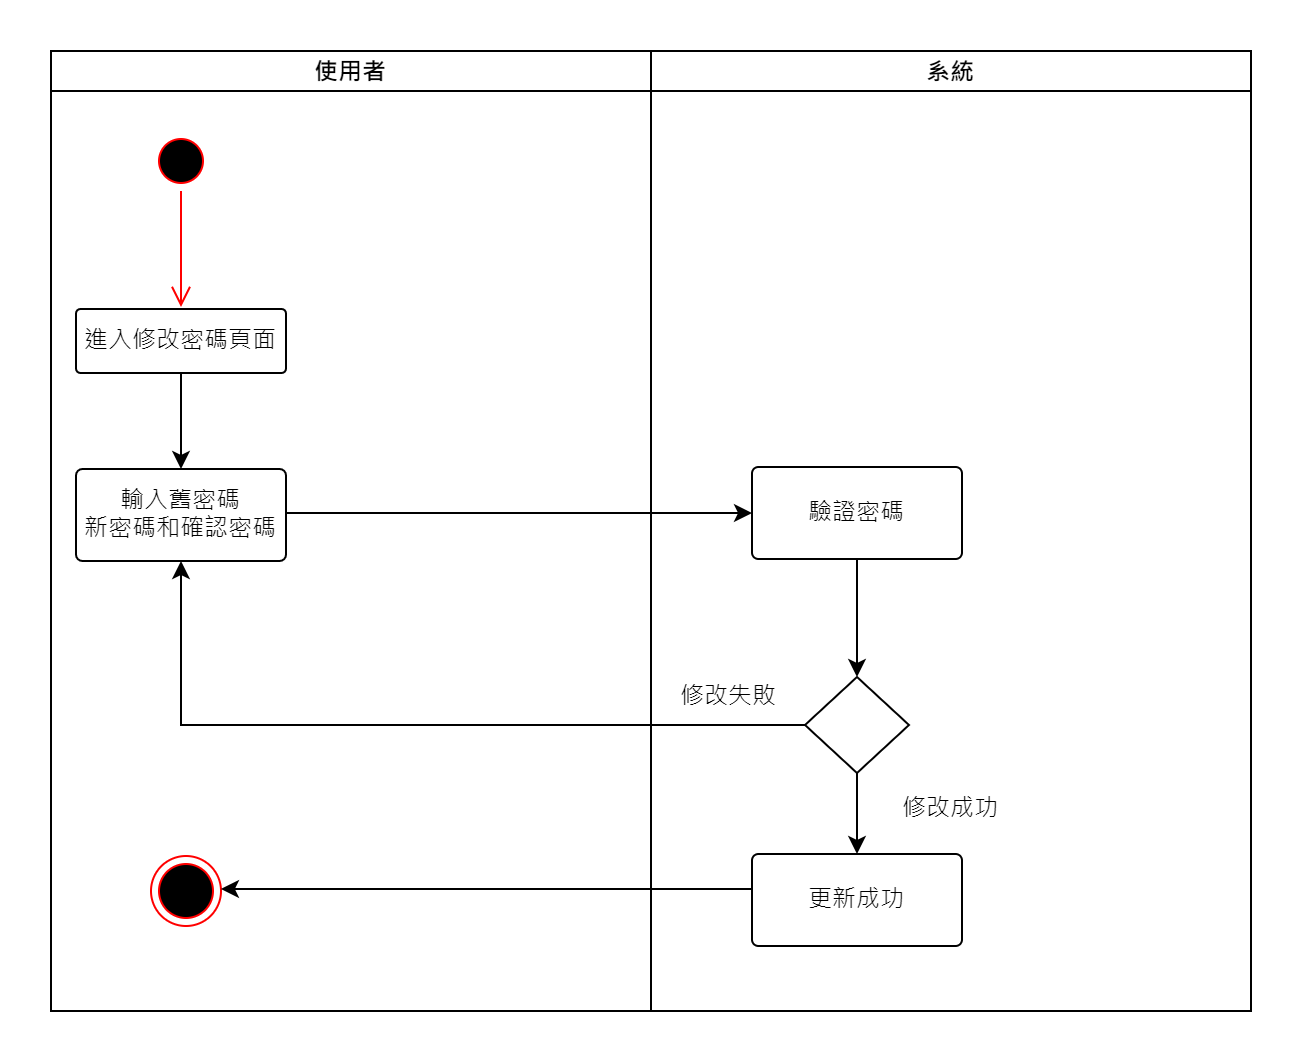 使用者
系統
進入修改密碼頁面
輸入舊密碼
新密碼和確認密碼
驗證密碼
修改失敗
修改成功
更新成功